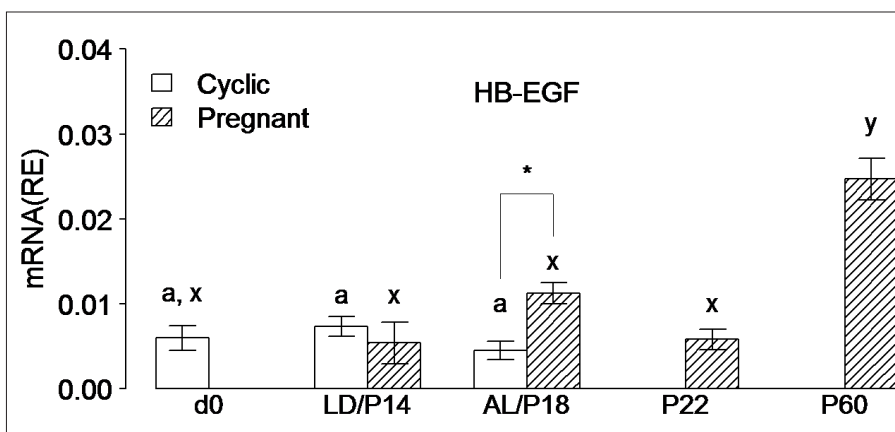 0.04
Cyclic
HB-EGF
Pregnant
0.03
y
*
mRNA(RE)
0.02
a, x
a
x
a
x
x
0.01
0.00
d0
LD/P14
AL/P18
P22
P60